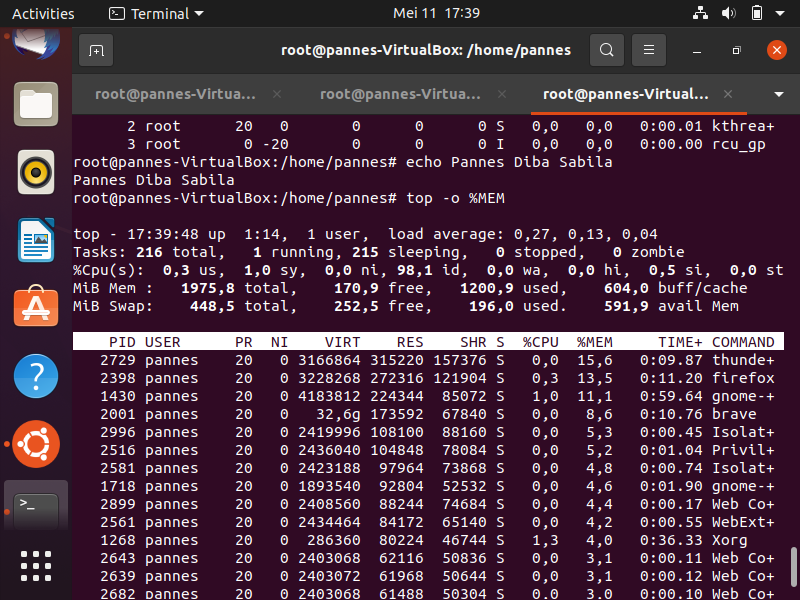 Activities Terminal Mei 11 17:39
root@pannes-VirtualBox: /home/pannes
root@pannes-Virtua... root@pannes-Virtua... root@pannes-Virtual...
2 root 20 0 0 0 0 S 0,0 0,0 0:00.01 kthrea+
3 root 0 -20 0 0 0 I 0,0 0,0 0:00.00 rcu_gp
root@pannes-VirtualBox:/home/pannes# echo Pannes Diba Sabila
Pannes Diba Sabila
root@pannes-VirtualBox:/home/pannes# top -o %MEM
top - 17:39:48 up 1:14, 1 user, load average: 0,27, 0,13, 0,04
Tasks: 216 total, 1 running, 215 sleeping, 0 stopped, 0 zombie
%Cpu(s): 0,3 us, 1,0 sy, 0,0 ni, 98,1 id, 0,0 wa, 0,0 hi, 0,5 si, 0,0 st
MiB Mem : 1975,8 total, 170,9 free, 1200,9 used, 604,0 buff/cache
MiB Swap: 448,5 total, 252,5 free, 196,0 used. 591,9 avail Mem
PID USER PR NI VIRT RES SHR S %CPU %MEM TIME+ COMMAND
2729 pannes 20 0 3166864 315220 157376 S 0,0 15,6 0:09.87 thunde+
2398 pannes 20 0 3228268 272316 121904 S 0,3 13,5 0:11.20 firefox
1430 pannes 20 0 4183812 224344 85072 S 1,0 11,1 0:59.64 gnome-+
2001 pannes 20 0 32,6g 173592 67840 S 0,0 8,6 0:10.76 brave
2996 pannes 20 0 2419996 108100 88160 S 0,0 5,3 0:00.45 Isolat+
2516 pannes 20 0 2436040 104848 78084 S 0,0 5,2 0:01.04 Privil+
2581 pannes 20 0 2423188 97964 73868 S 0,0 4,8 0:00.74 Isolat+
1718 pannes 20 0 1893540 92804 52532 S 0,0 4,6 0:01.90 gnome-+
2899 pannes 20 0 2408560 88244 74684 S 0,0 4,4 0:00.17 Web Co+
2561 pannes 20 0 2434464 84172 65140 S 0,0 4,2 0:00.55 WebExt+
1268 pannes 20 0 286360 80224 46744 S 1,3 4,0 0:36.33 Xorg
2643 pannes 20 0 2403068 62116 50836 S 0,0 3,1 0:00.11 Web Co+
2639 pannes 20 0 2403072 61968 50644 S 0,0 3,1 0:00.12 Web Co+
2682 pannes 20 0 2403068 61488 50304 S 0,0 3,0 0:00.10 Web Co+